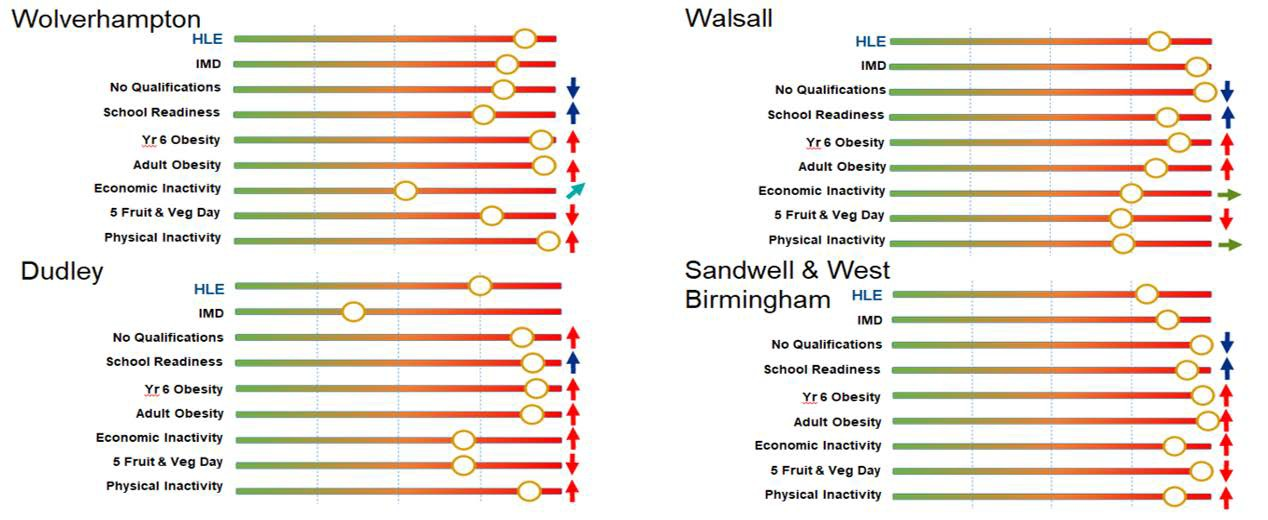 Wolverhampton
HLE
IMD
No Qualifications
School Readiness
Yr 6 Obesity
Adult Obesity
Economic Inactivity
5 Fruit & Veg Day
Physical Inactivity
Walsall
HLE
IMD
No Qualifications
School Readiness
Yr 6 Obesity
Adult Obesity
Economic Inactivity
5 Fruit & Veg Day
Physical Inactivity
Dudley
HLE
IMD
No Qualifications
School Readiness
Yr 6 Obesity
Adult Obesity
Economic Inactivity
5 Fruit & Veg Day
Physical Inactivity
Sandwell & West
Birmingham
HLE
IMD
No Qualifications
School Readiness
Yr 6 Obesity
Adult Obesity
Economic Inactivity
5 Fruit & Veg Day
Physical Inactivity